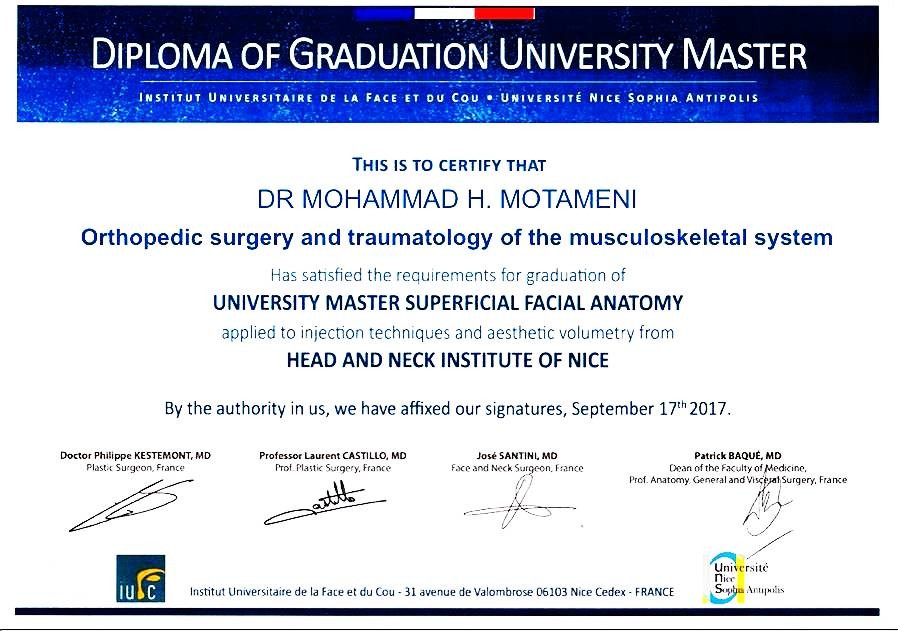 DIPLOMA OF GRADUATION UNIVERSITY MASTER
INSTITUT UNIVERSITAIRE DE LA FACE ET DU COU • UNIVERSITÉ NICE SOPHIA ANTIPOLIS
THIS IS TO CERTIFY THAT
DR MOHAMMAD H. MOTAMENI
Orthopedic surgery and traumatology of the musculoskeletal system
Has satisfied the requirements for graduation of
UNIVERSITY MASTER SUPERFICIAL FACIAL ANATOMY
applied to injection techniques and aesthetic volumetry from
HEAD AND NECK INSTITUTE OF NICE
By the authority in us, we have affixed our signatures, September 17th 2017.
Doctor Philippe KESTEMONT, MD
Plastic Surgeon, France
Professor Laurent CASTILLO, MD
Prof. Plastic Surgery, France
José SANTINI, MD
Face and Neck Surgeon, France
Patrick BAQUÉ, MD
Dean of the Faculty of Medicine,
Prof. Anatomy. General and Visceral Surgery, France
iufc
Institut Universitaire de la Face et du Cou - 31 avenue de Valombrose 06103 Nice Cedex - FRANCE
Université
Nice
Sophia Antipolis